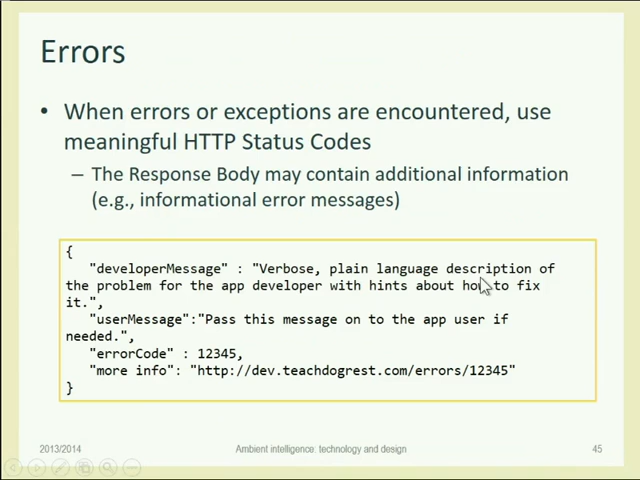 Errors
• When errors or exceptions are encountered, use
meaningful HTTP Status Codes
– The Response Body may contain additional information
(e.g., informational error messages)
{
"developerMessage" : "Verbose, plain language description of
the problem for the app developer with hints about how to fix
it.",
"userMessage":"Pass this message on to the app user if
needed.",
"errorCode" : 12345,
"more info": "http://dev.teachdogrest.com/errors/12345"
}
2013/2014
Ambient intelligence: technology and design
45